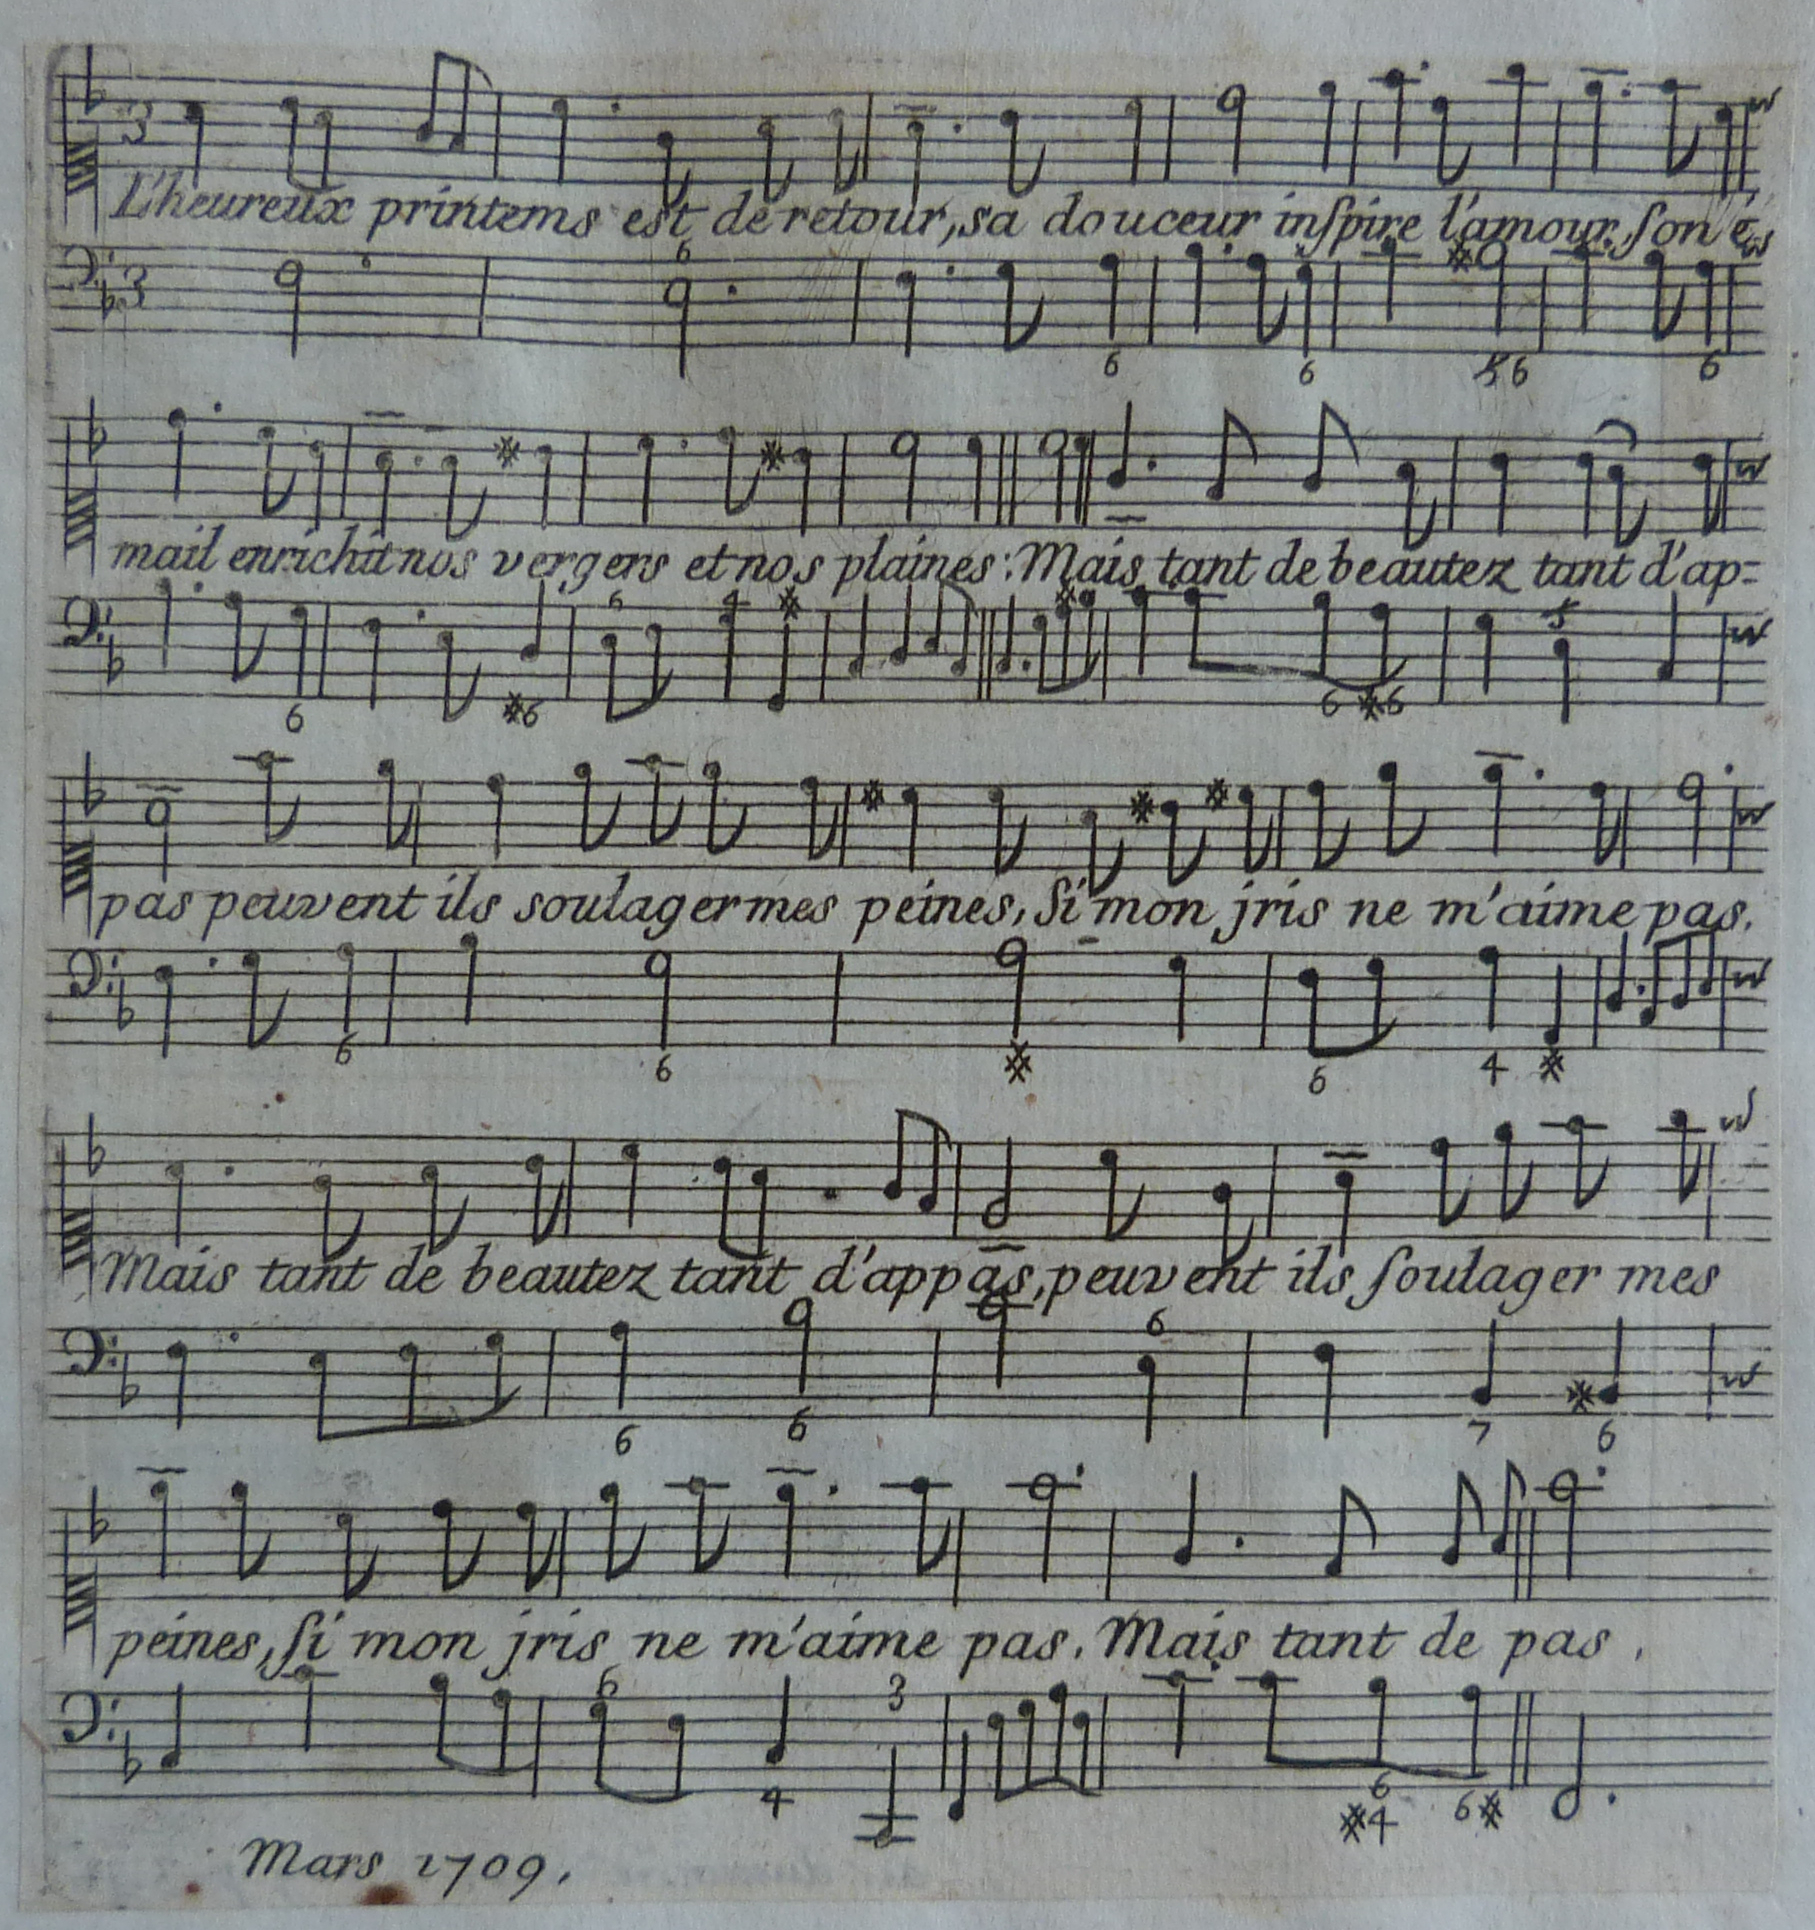 L'heureux printems est de retour, sa douceur inſpire l'amour, ſon é,
mail enrichit nos vergers et nos plaines: Mais tant de beautez tant d'ap=
pas peuvent ils soulager mes peines, Si mon jris ne m'aime pas.
Mais tant de beautez tant d'appas, peuvent ils ſoulager mes
peines, ſi mon jris ne m'aime pas. Mais tant de pas.
Mars 1709.